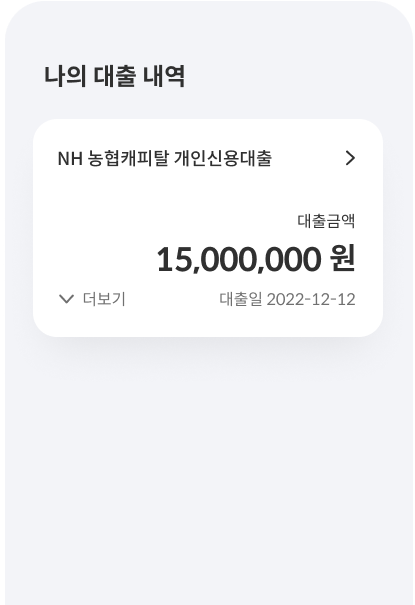 나의 대출 내역
NH 농협캐피탈 개인신용대출
대출금액
15,000,000 원
더보기 대출일 2022-12-12